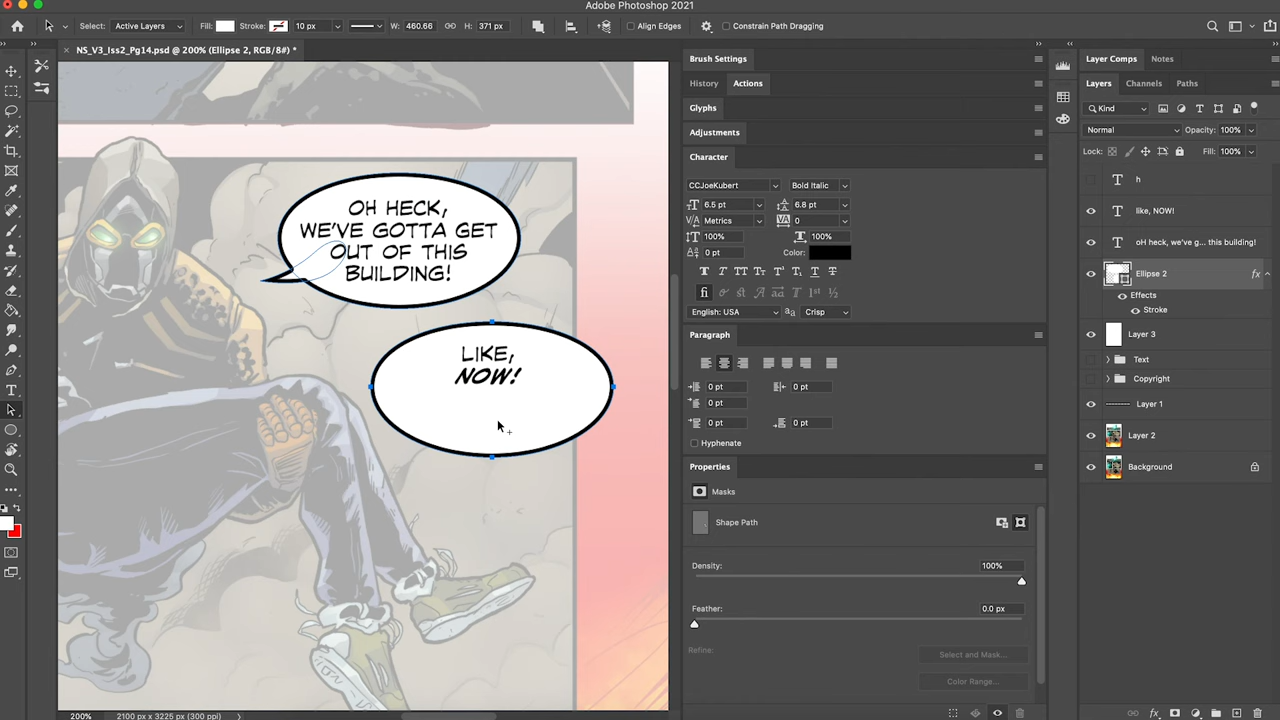 Adobe Photoshop 2021
Select: Active Layers Fill: Stroke: 10 px W: 460.66 H: 371 px Align Edges Constrain Path Dragging
× NS_V3_Iss2_Pg14.psd @ 200% (Ellipse 2, RGB/8#) *
OH HECK,
WE'VE GOTTA GET
OUT OF THIS
BUILDING!
LIKE,
NOW!
200% 2100 px x 3225 px (300 ppi)
Brush Settings
History Actions
Glyphs
Adjustments
Character
CCJoeKubert Bold Italic
6.5 pt 6.8 pt
Metrics 0
100% 100%
0 pt Color:
English: USA Crisp
Paragraph
0 pt 0 pt
0 pt
0 pt 0 pt
Hyphenate
Properties
Masks
Shape Path
Density: 100%
Feather: 0.0 px
Refine:
Select and Mask...
Color Range...
Layer Comps Notes
Layers Channels Paths
Kind
Normal Opacity: 100%
Lock: Fill: 100%
h
like, NOW!
oH heck, we've g... this building!
Ellipse 2 fx
Effects
Stroke
Layer 3
Text
Copyright
Layer 1
Layer 2
Background